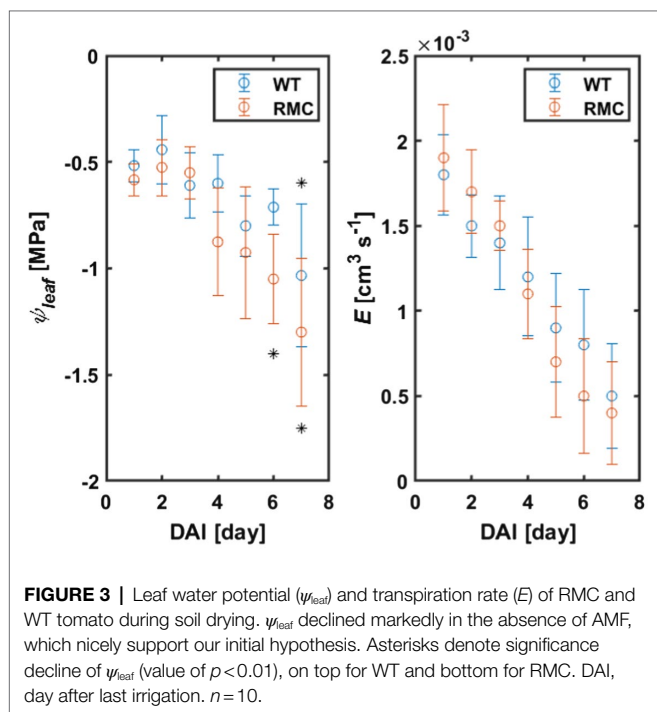 0
-0.5
-1
-1.5
-2
ψleaf [MPa]
WT
RMC
*
*
*
0 2 4 6 8
DAI [day]
×10⁻³
2.5
2
1.5
1
0.5
0
E [cm³ s⁻¹]
WT
RMC
0 2 4 6 8
DAI [day]
FIGURE 3 | Leaf water potential (ψleaf) and transpiration rate (E) of RMC and
WT tomato during soil drying. ψleaf declined markedly in the absence of AMF,
which nicely support our initial hypothesis. Asterisks denote significance
decline of ψleaf (value of p<0.01), on top for WT and bottom for RMC. DAI,
day after last irrigation. n=10.